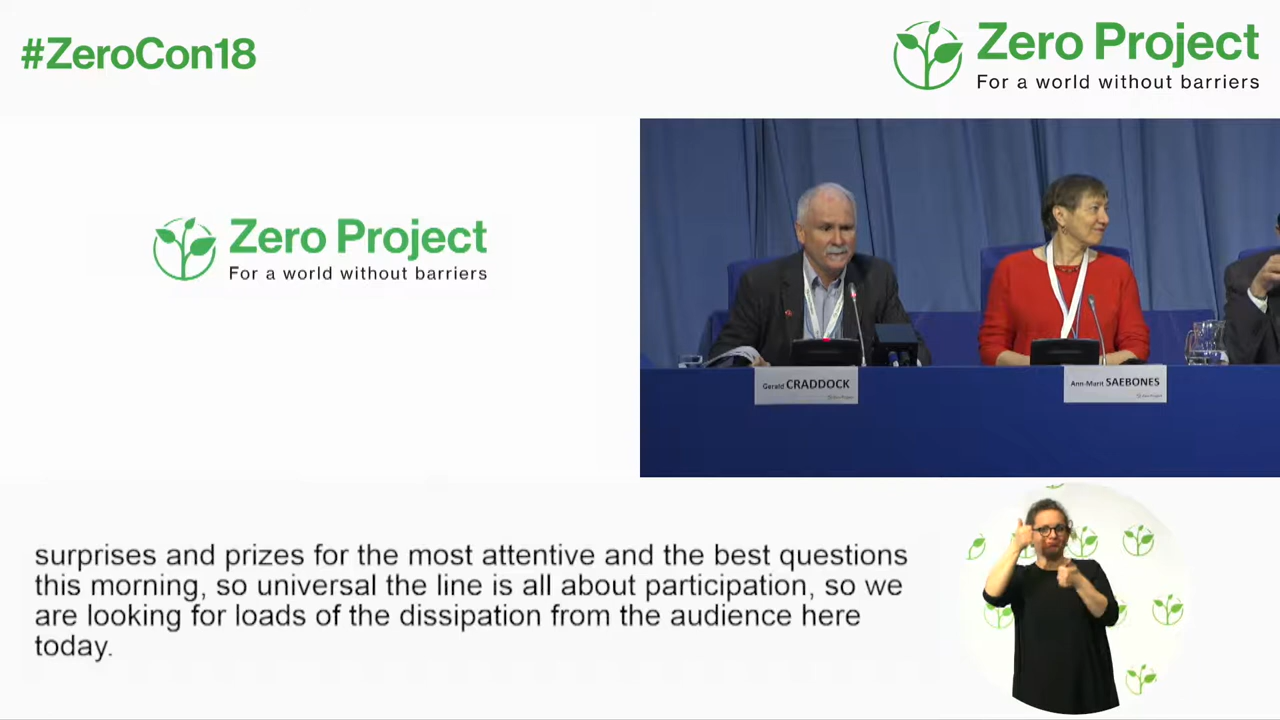 #ZeroCon18
Zero Project
For a world without barriers
Zero Project
For a world without barriers
Gerald CRADDOCK
Ann-Marit SAEBONES
surprises and prizes for the most attentive and the best questions
this morning, so universal the line is all about participation, so we
are looking for loads of the dissipation from the audience here
today.